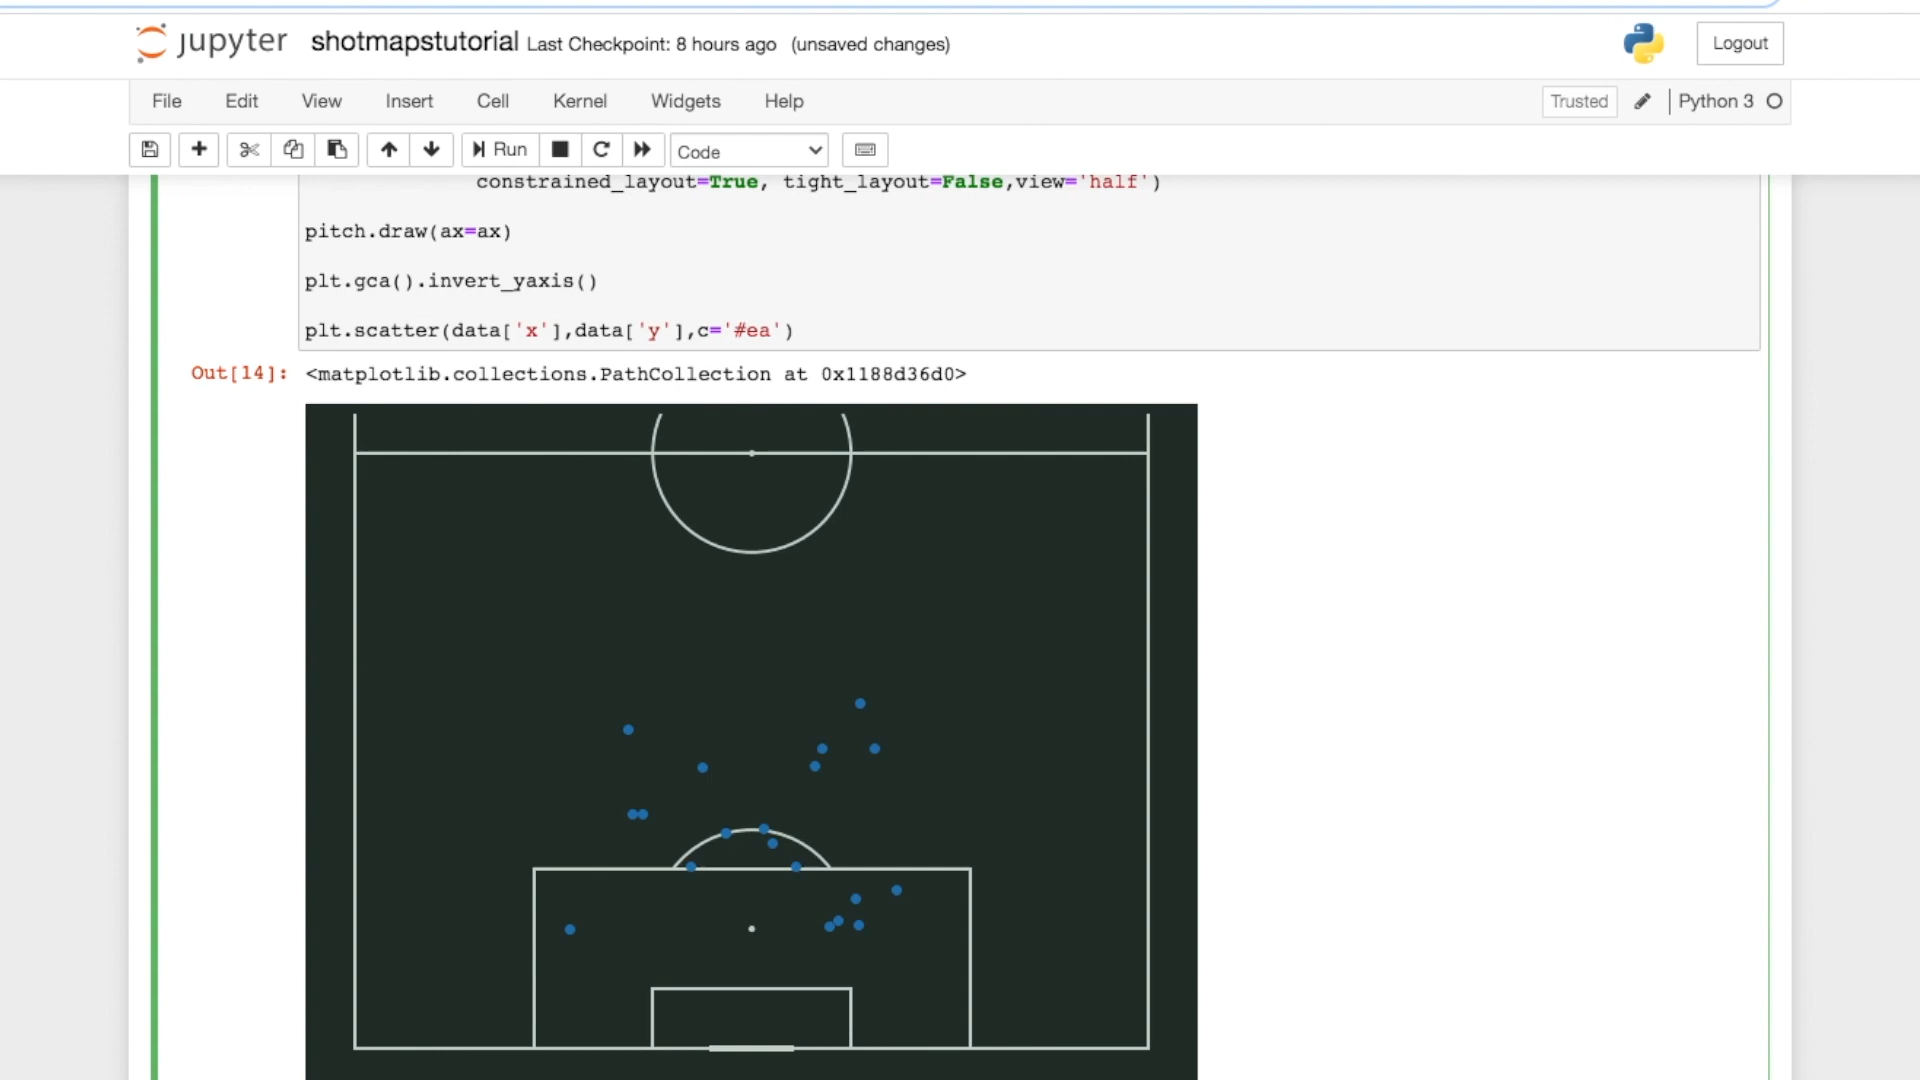 jupyter shotmapstutorial Last Checkpoint: 8 hours ago (unsaved changes)
Logout
File Edit View Insert Cell Kernel Widgets Help
Trusted Python 3
Run Code
constrained_layout=True, tight_layout=False,view='half')
pitch.draw(ax=ax)
plt.gca().invert_yaxis()
plt.scatter(data['x'],data['y'],c='#ea')
Out[14]: <matplotlib.collections.PathCollection at 0x1188d36d0>